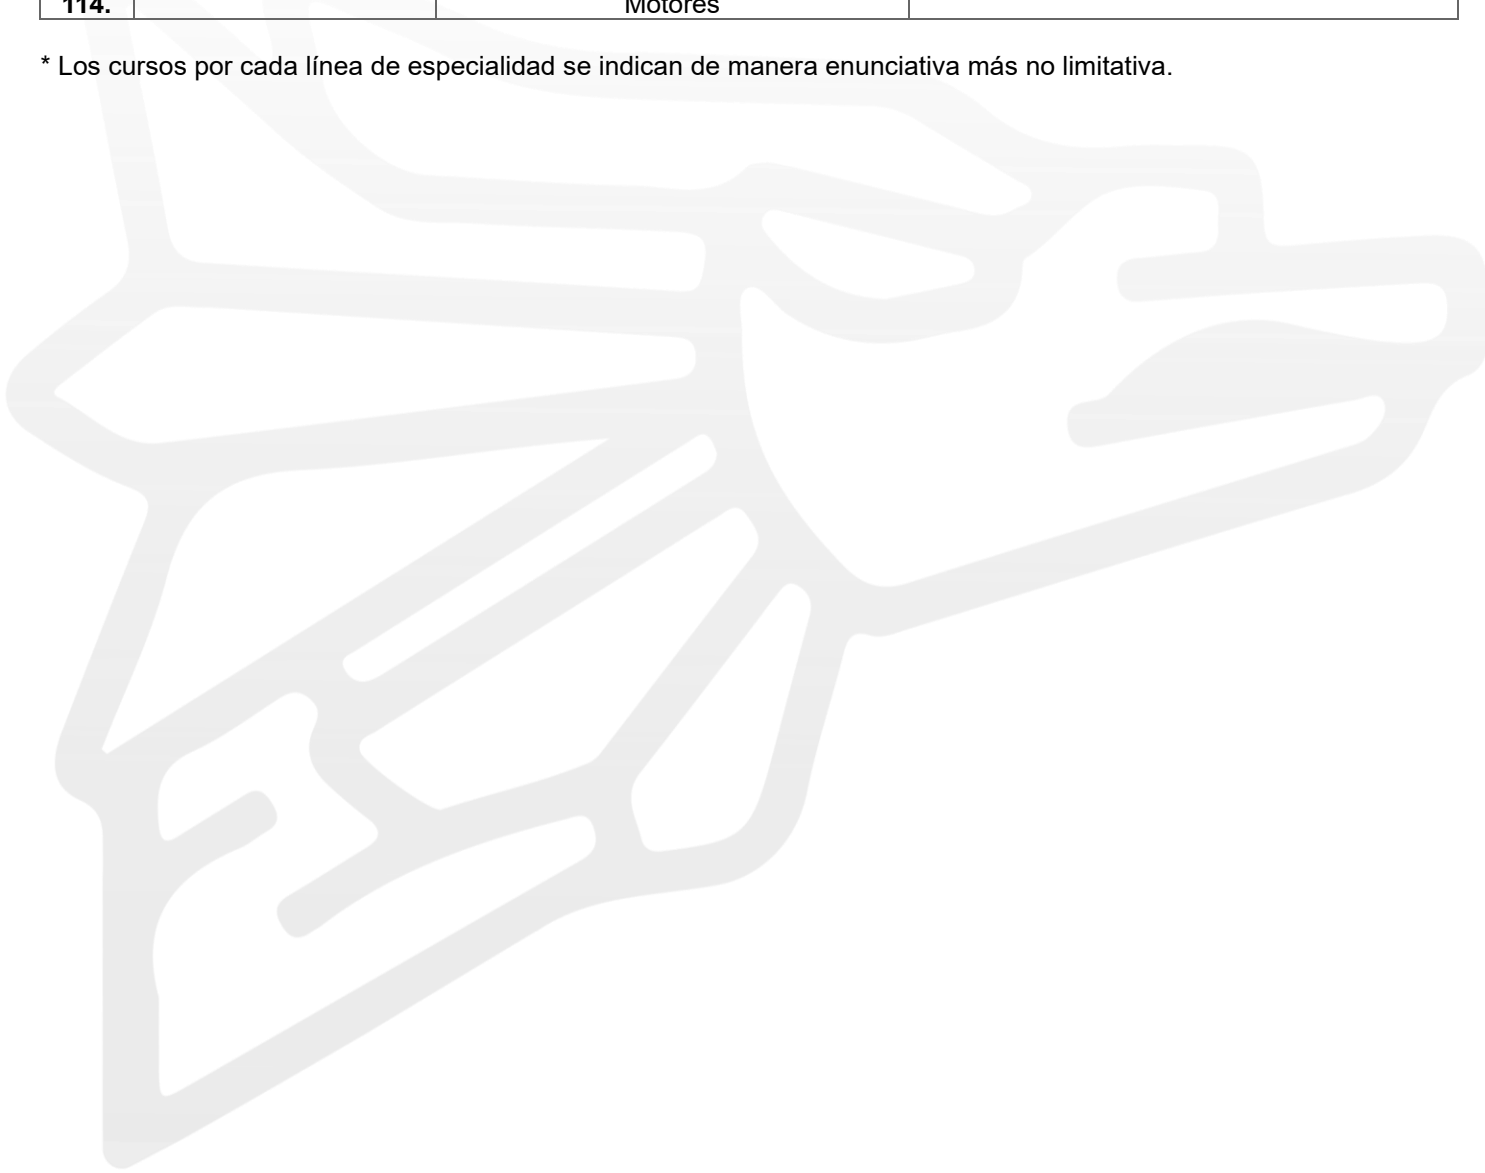 114. Motores
* Los cursos por cada línea de especialidad se indican de manera enunciativa más no limitativa.